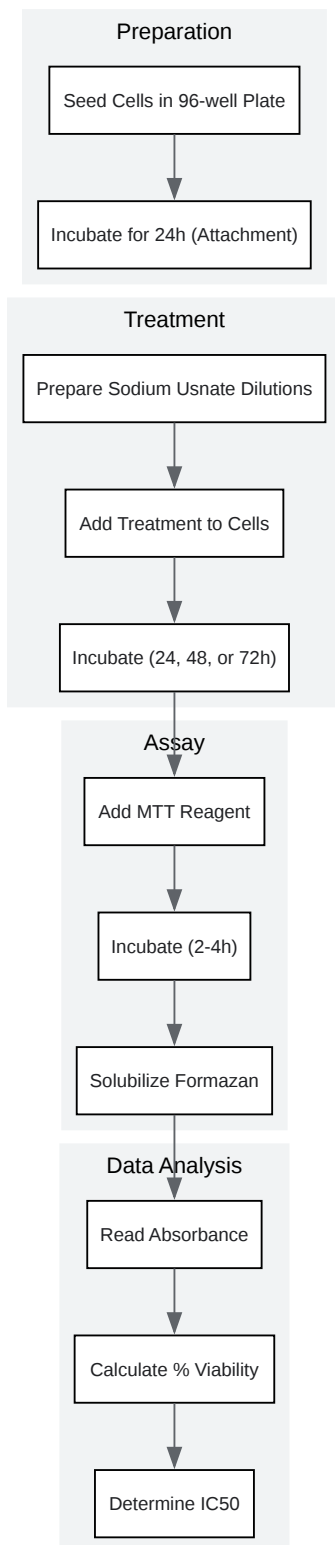 Preparation
Seed Cells in 96-well Plate
Incubate for 24h (Attachment)
Treatment
Prepare Sodium Usnate Dilutions
Add Treatment to Cells
Incubate (24, 48, or 72h)
Assay
Add MTT Reagent
Incubate (2-4h)
Solubilize Formazan
Data Analysis
Read Absorbance
Calculate % Viability
Determine IC50